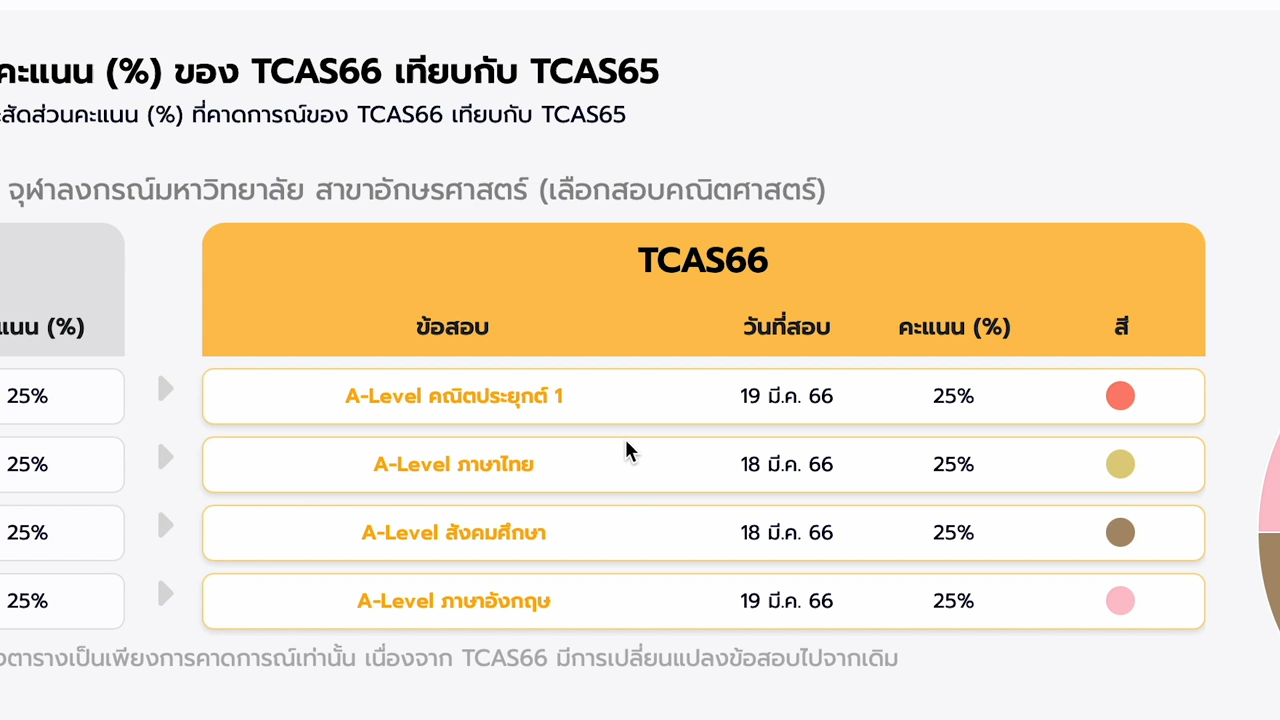 คะแนน (%) ของ TCAS66 เทียบกับ TCAS65
สัดส่วนคะแนน (%) ที่คาดการณ์ของ TCAS66 เทียบกับ TCAS65
จุฬาลงกรณ์มหาวิทยาลัย สาขาอักษรศาสตร์ (เลือกสอบคณิตศาสตร์)
TCAS66
(%) ข้อสอบ วันที่สอบ คะแนน (%) สี
25% A-Level คณิตประยุกต์ 1 19 มี.ค. 66 25%
25% A-Level ภาษาไทย 18 มี.ค. 66 25%
25% A-Level สังคมศึกษา 18 มี.ค. 66 25%
25% A-Level ภาษาอังกฤษ 19 มี.ค. 66 25%
ตารางเป็นเพียงการคาดการณ์เท่านั้น เนื่องจาก TCAS66 มีการเปลี่ยนแปลงข้อสอบไปจากเดิม